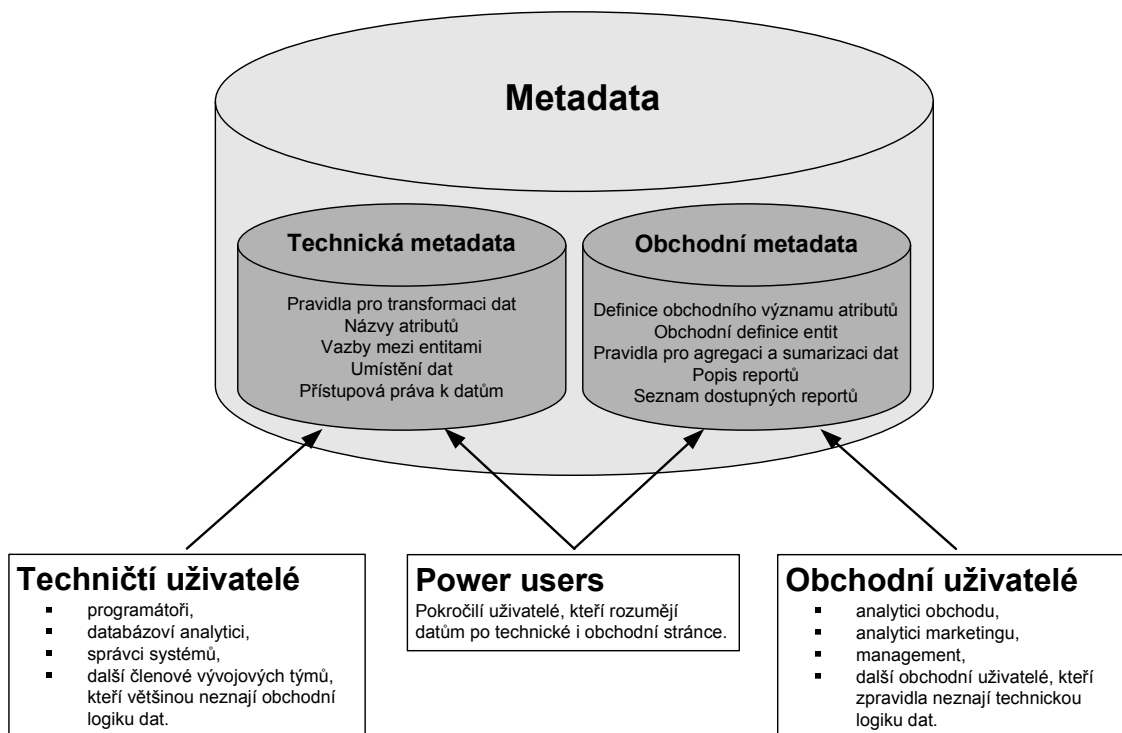 Metadata
Technická metadata
Pravidla pro transformaci dat
Názvy atributů
Vazby mezi entitami
Umístění dat
Přístupová práva k datům
Obchodní metadata
Definice obchodního významu atributů
Obchodní definice entit
Pravidla pro agregaci a sumarizaci dat
Popis reportů
Seznam dostupných reportů
Techničtí uživatelé
▪ programátoři,
▪ databázoví analytici,
▪ správci systémů,
▪ další členové vývojových týmů,
kteří většinou neznají obchodní
logiku dat.
Power users
Pokročilí uživatelé, kteří rozumějí
datům po technické i obchodní stránce.
Obchodní uživatelé
▪ analytici obchodu,
▪ analytici marketingu,
▪ management,
▪ další obchodní uživatelé, kteří
zpravidla neznají technickou
logiku dat.